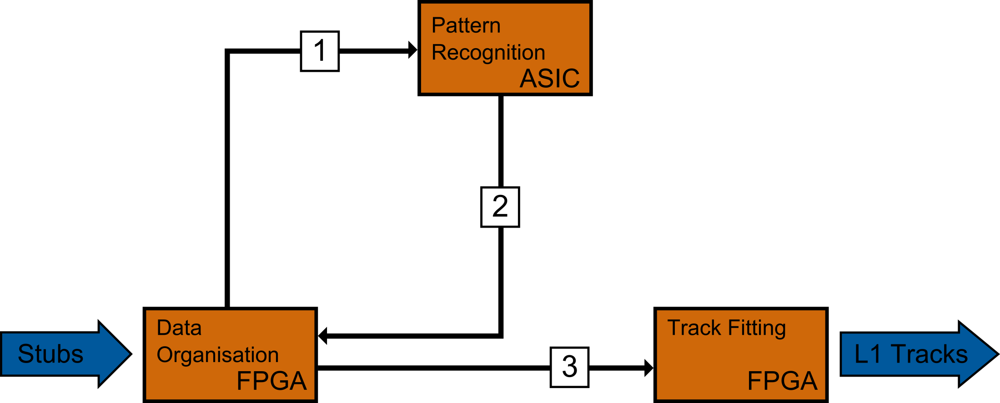 Pattern
Recognition
ASIC
1
2
Stubs
Data
Organisation
FPGA
3
Track Fitting
FPGA
L1 Tracks